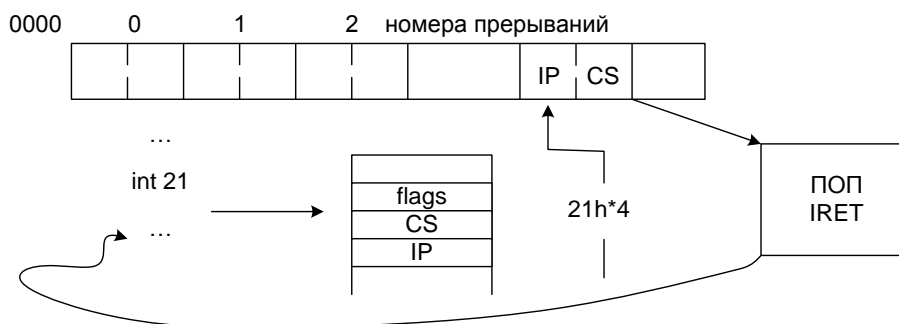 0000 0 1 2 номера прерываний
IP CS
...
int 21
...
flags
CS
IP
21h*4
ПОП
IRET